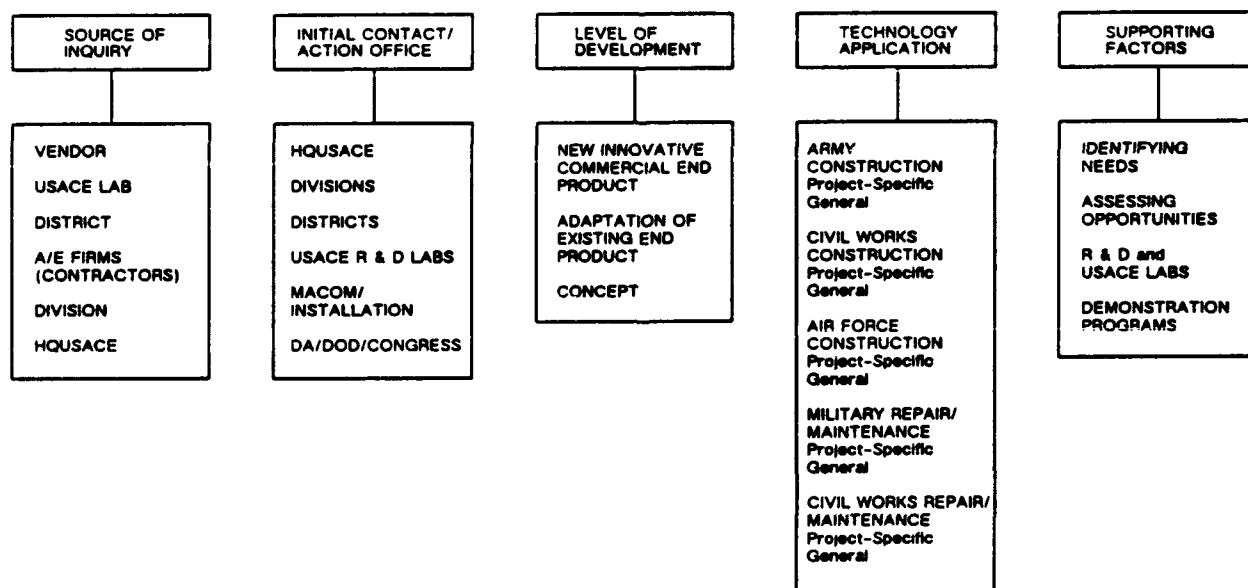 SOURCE OF
INQUIRY
VENDOR
USACE LAB
DISTRICT
A/E FIRMS
(CONTRACTORS)
DIVISION
HQUSACE
INITIAL CONTACT/
ACTION OFFICE
HQUSACE
DIVISIONS
DISTRICTS
USACE R & D LABS
MACOM/
INSTALLATION
DA/DOD/CONGRESS
LEVEL OF
DEVELOPMENT
NEW INNOVATIVE
COMMERCIAL END
PRODUCT
ADAPTATION OF
EXISTING END
PRODUCT
CONCEPT
TECHNOLOGY
APPLICATION
ARMY
CONSTRUCTION
Project-Specific
General
CIVIL WORKS
CONSTRUCTION
Project-Specific
General
AIR FORCE
CONSTRUCTION
Project-Specific
General
MILITARY REPAIR/
MAINTENANCE
Project-Specific
General
CIVIL WORKS REPAIR/
MAINTENANCE
Project-Specific
General
SUPPORTING
FACTORS
IDENTIFYING
NEEDS
ASSESSING
OPPORTUNITIES
R & D and
USACE LABS
DEMONSTRATION
PROGRAMS